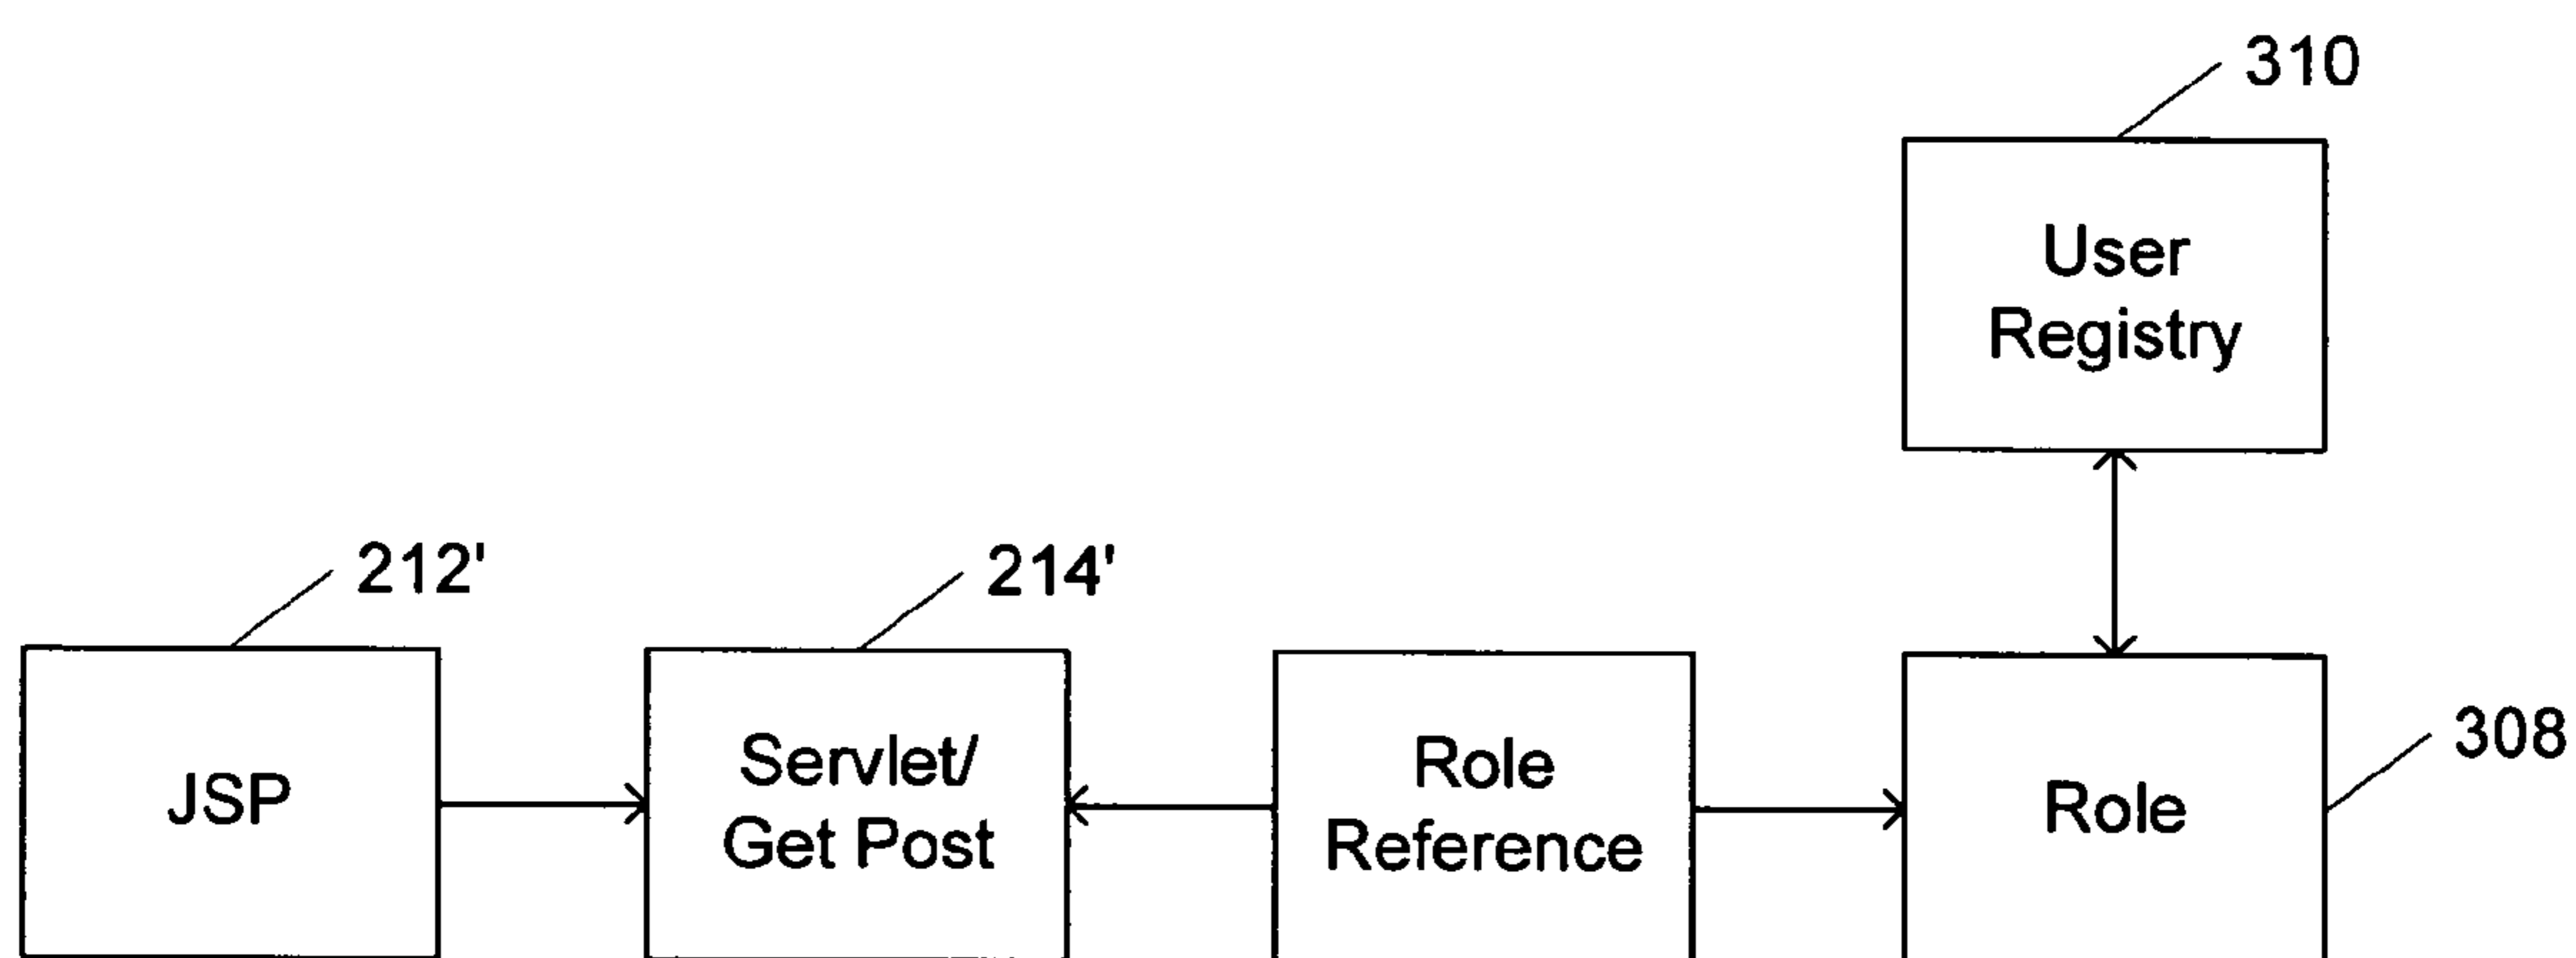 310
User
Registry
212'
214'
JSP
Servlet/
Get Post
Role
Reference
Role
308